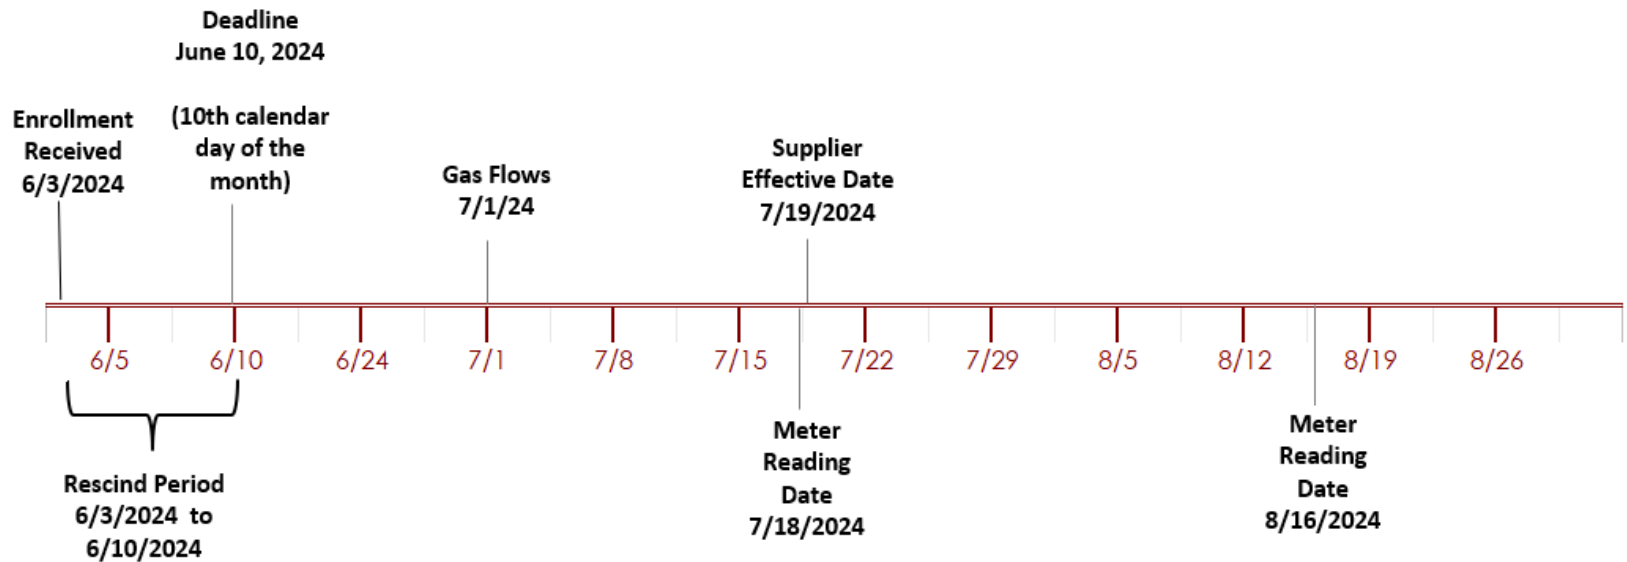 Deadline
June 10, 2024
(10th calendar
day of the
month)
Enrollment
Received
6/3/2024
Gas Flows
7/1/24
Supplier
Effective Date
7/19/2024
6/5
6/10
6/24
7/1
7/8
7/15
7/22
7/29
8/5
8/12
8/19
8/26
Rescind Period
6/3/2024 to
6/10/2024
Meter
Reading
Date
7/18/2024
Meter
Reading
Date
8/16/2024